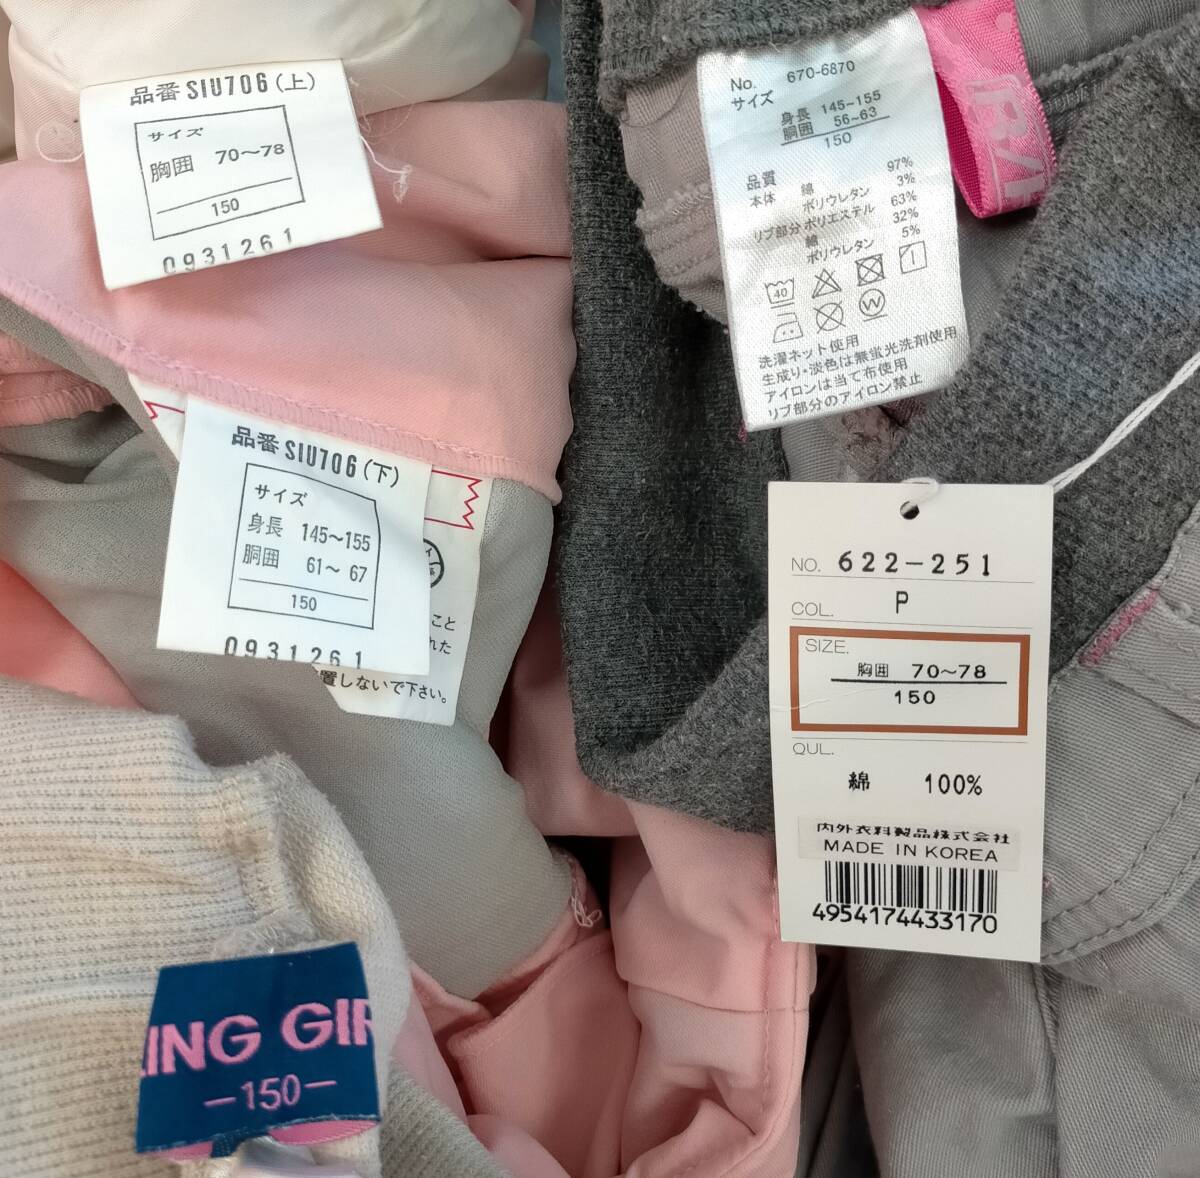 品番 SIU706 (上)
サイズ
胸囲 70〜78
150
0931261
No. 670-6870
サイズ
身長 145~155
胴囲 56~63
150
品質
本体 綿 97%
ポリウレタン 3%
リブ部分 ポリエステル 63%
綿 32%
ポリウレタン 5%
40
W
洗濯ネット使用
生成り・淡色は無蛍光洗剤使用
アイロンは当て布使用
リブ部分のアイロン禁止
品番 SIU706 (下)
サイズ
身長 145〜155
胴囲 61〜 67
150
0931261
こと
れた
置しないで下さい。
NO. 622-251
COL. P
SIZE.
胸囲 70〜78
150
QUL.
綿 100%
内外衣料製品株式会社
MADE IN KOREA
4954174433170
ING GIR
-150-